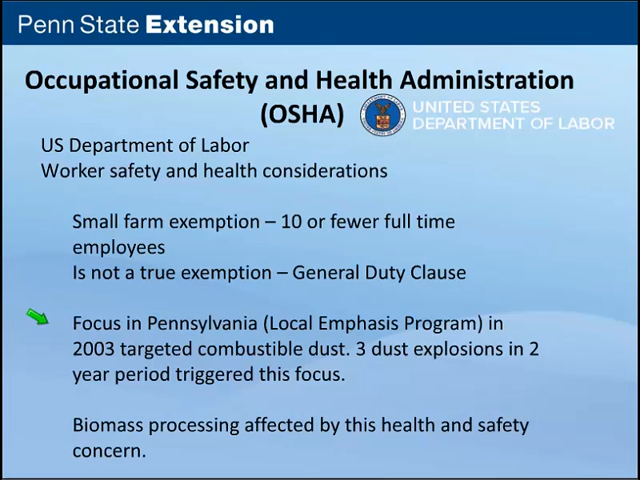 Penn State Extension
Occupational Safety and Health Administration
(OSHA)
UNITED STATES
DEPARTMENT OF LABOR
US Department of Labor
Worker safety and health considerations
Small farm exemption – 10 or fewer full time
employees
Is not a true exemption – General Duty Clause
Focus in Pennsylvania (Local Emphasis Program) in
2003 targeted combustible dust. 3 dust explosions in 2
year period triggered this focus.
Biomass processing affected by this health and safety
concern.